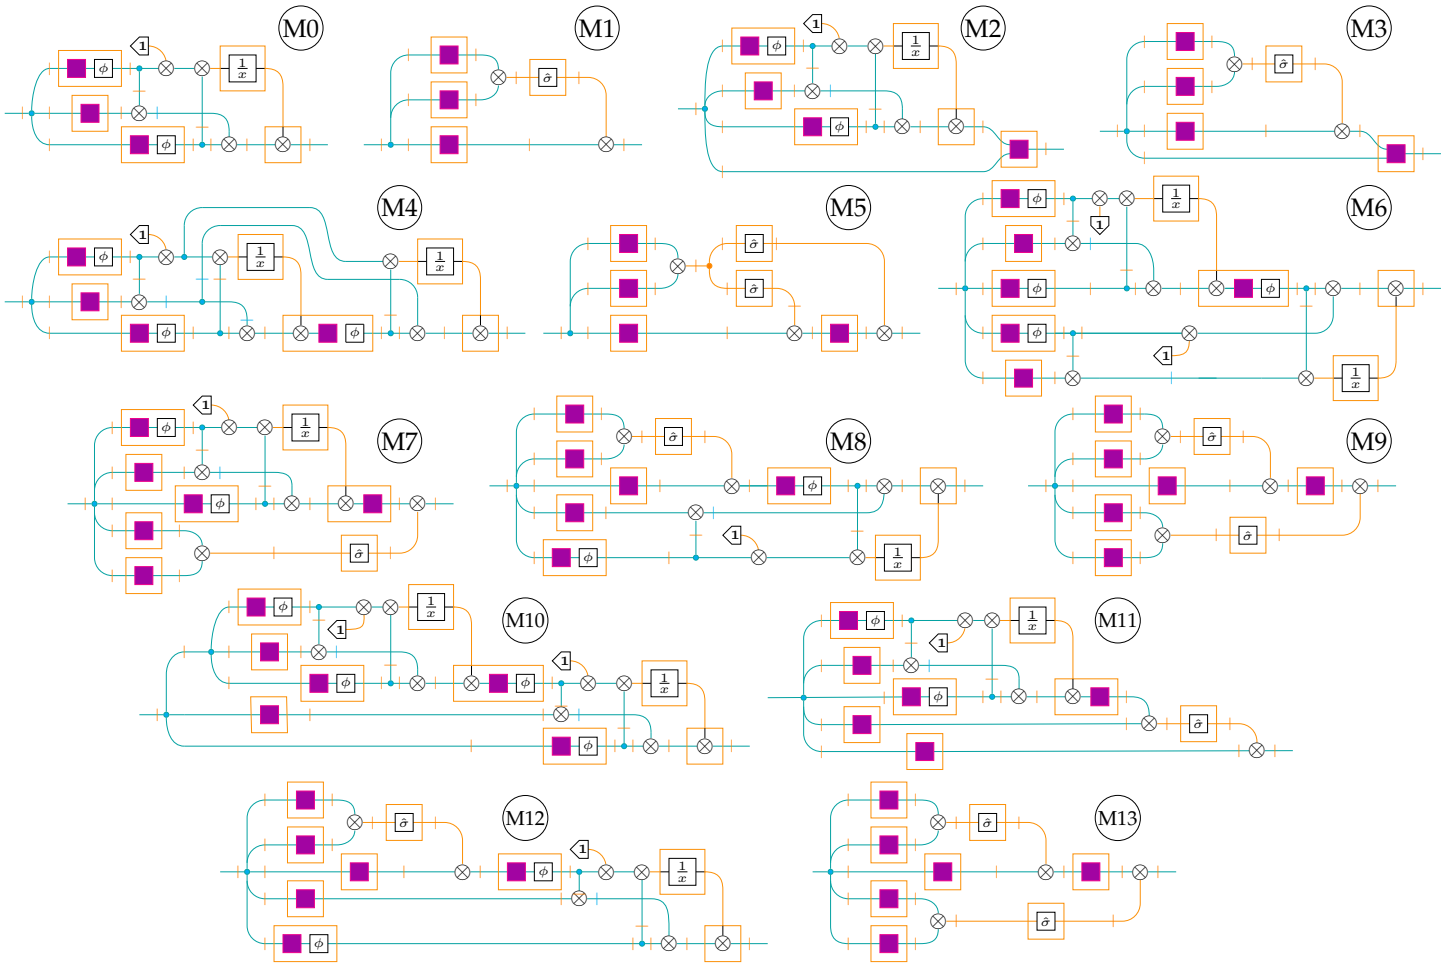 M0 M1 M2 M3
1 1
ϕ 1/x σ̂ ϕ 1/x σ̂
ϕ ϕ
M4 M5 M6
1 ϕ 1/x 1/x σ̂ ϕ 1 1/x
σ̂ ϕ ϕ
ϕ ϕ ϕ 1 1/x
M7 M8 M9
1 ϕ 1/x σ̂ σ̂
ϕ ϕ
σ̂ 1 ϕ 1/x σ̂
M10 M11
ϕ 1 1/x ϕ 1 1/x
ϕ ϕ 1 1/x ϕ σ̂
ϕ
M12 M13
σ̂ σ̂
1 ϕ 1/x
ϕ σ̂